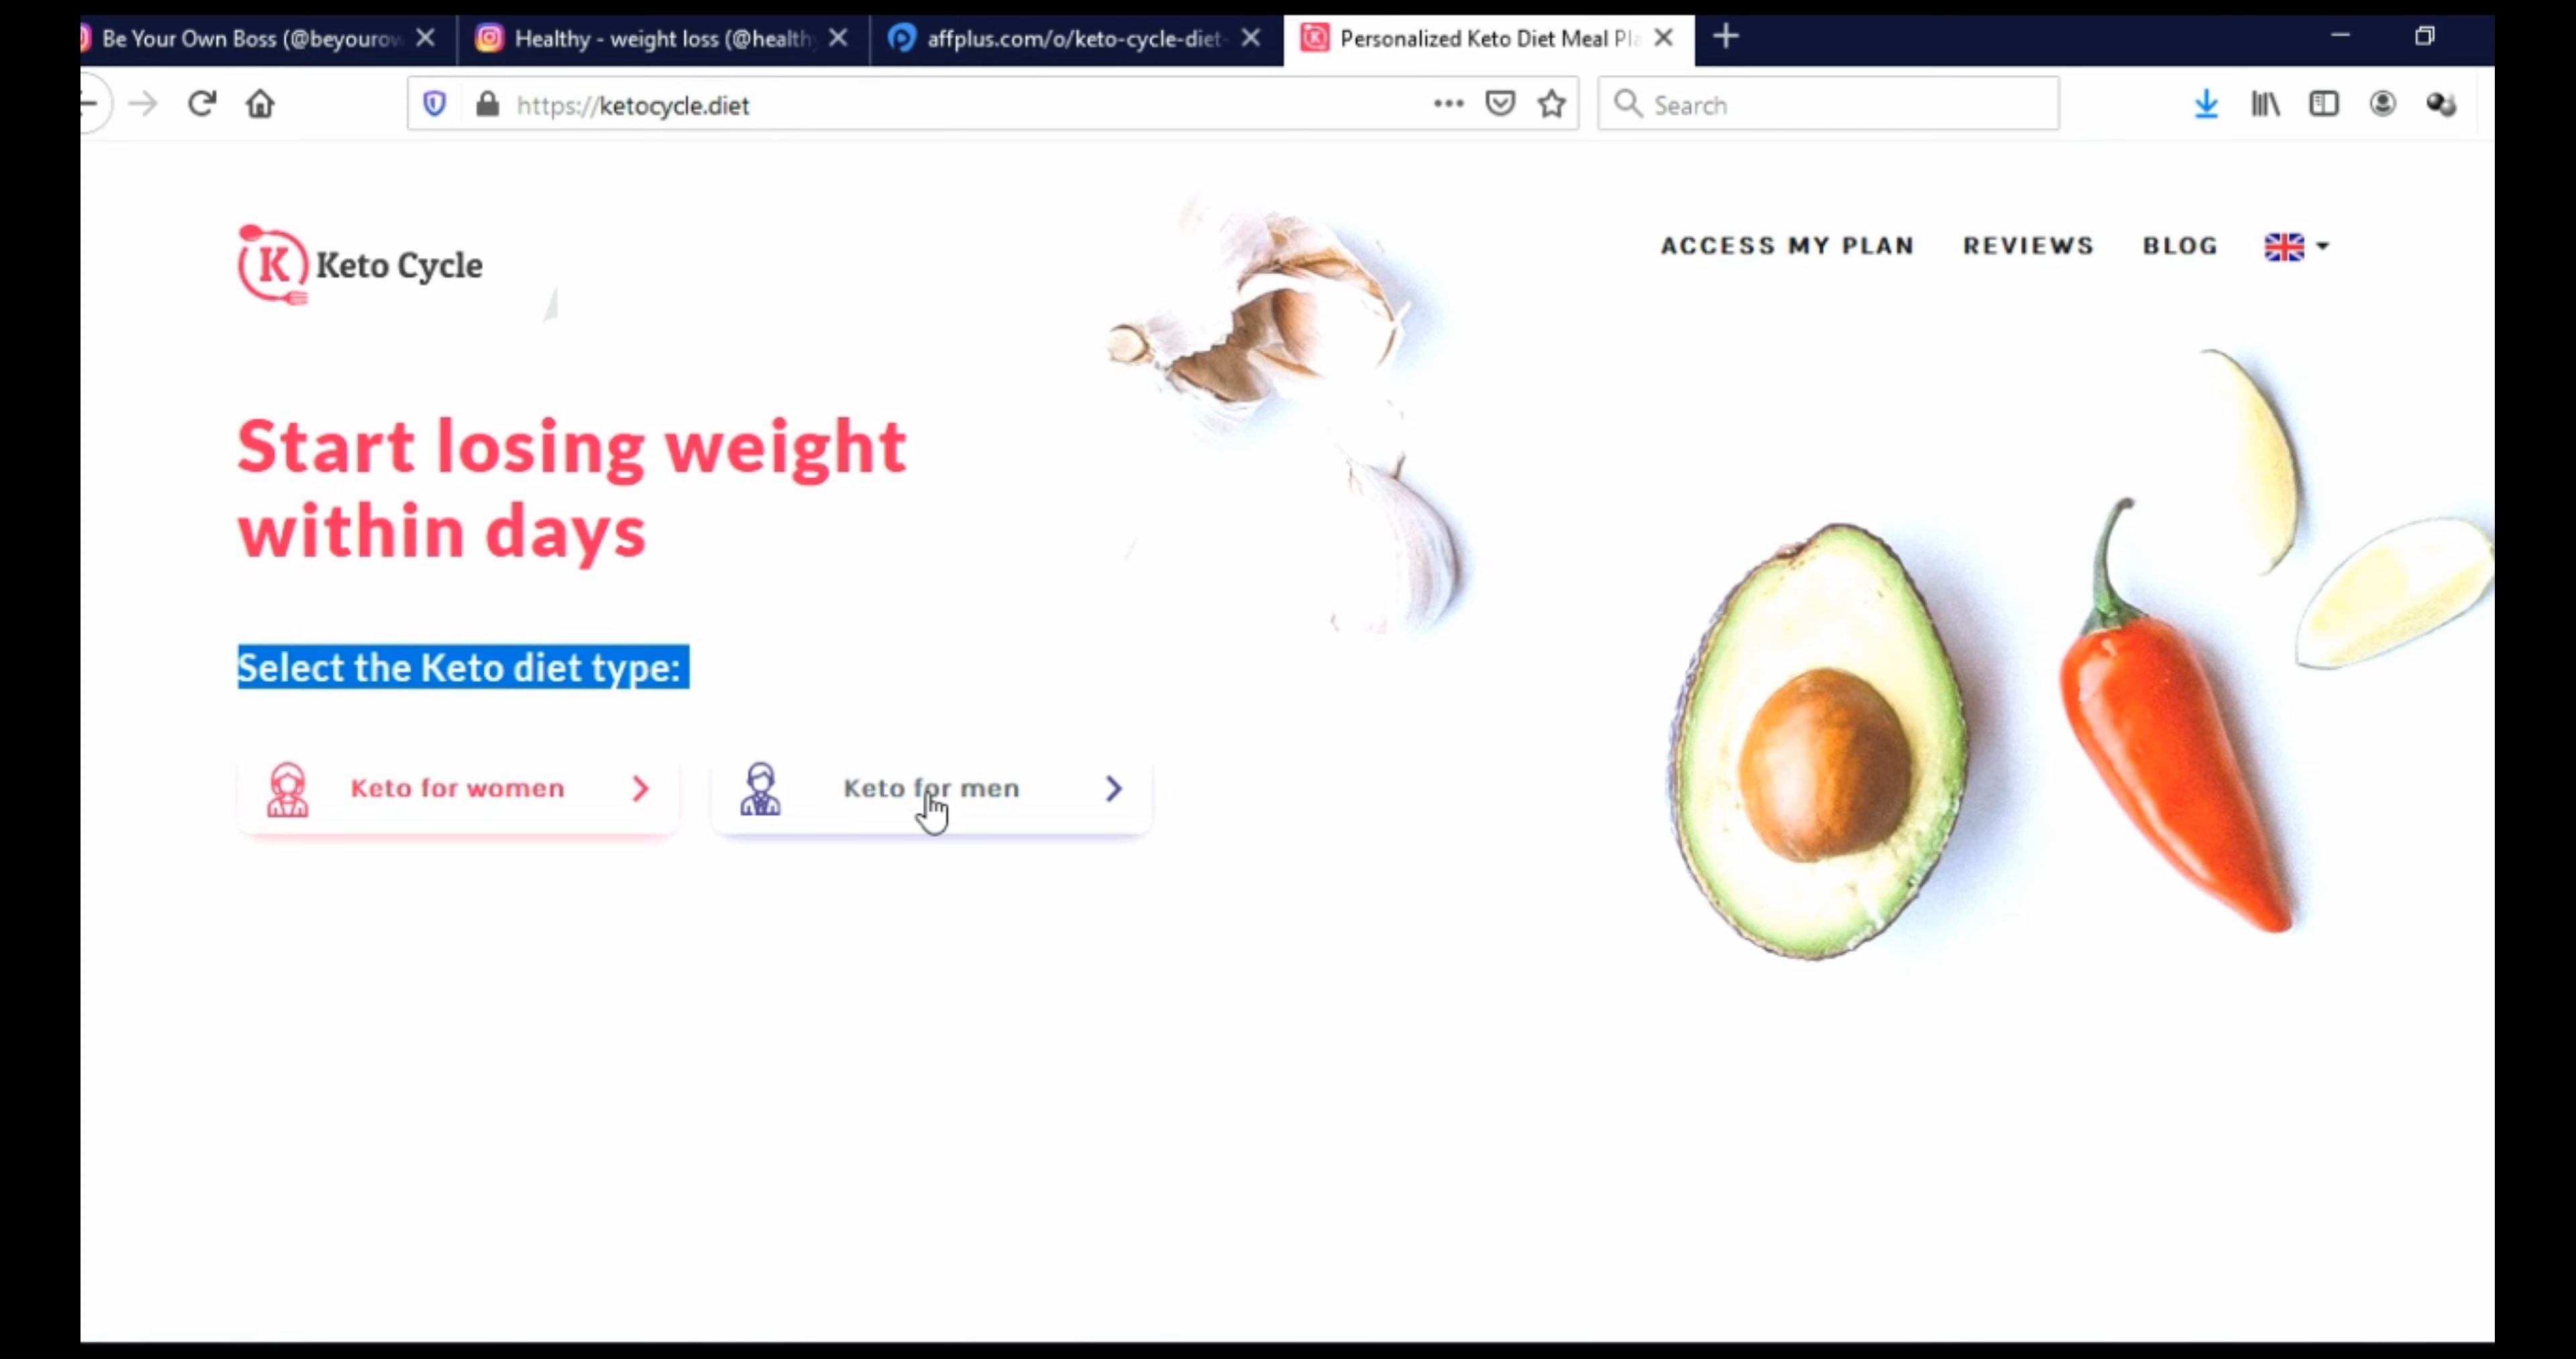 Be Your Own Boss (@beyourow
Healthy - weight loss (@health
affplus.com/o/keto-cycle-diet-
Personalized Keto Diet Meal Pla
https://ketocycle.diet
Search
K Keto Cycle
ACCESS MY PLAN
REVIEWS
BLOG
Start losing weight
within days
Select the Keto diet type:
Keto for women
Keto for men